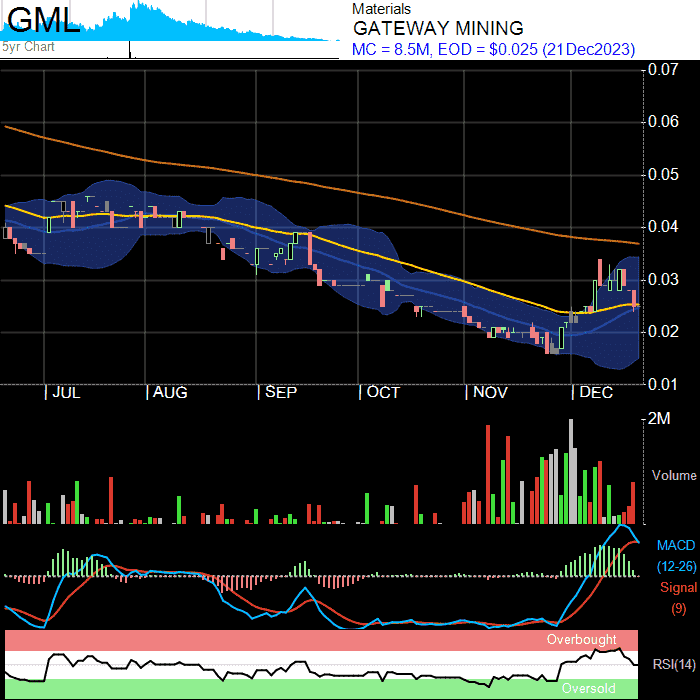 GML
5yr Chart
Materials
GATEWAY MINING
MC = 8.5M, EOD = $0.025 (21Dec2023)
0.07
0.06
0.05
0.04
0.03
0.02
0.01
JUL AUG SEP OCT NOV DEC
2M
Volume
MACD
(12-26)
Signal
(9)
Overbought
RSI(14)
Oversold